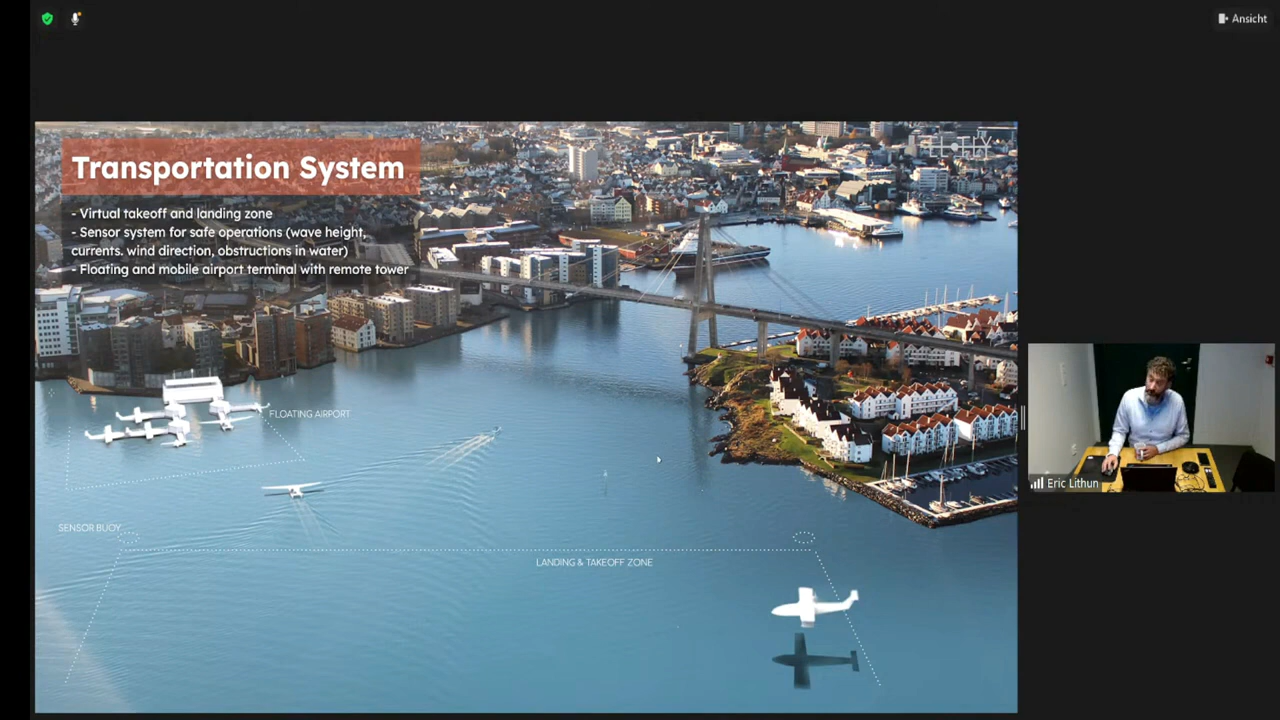 Ansicht
Transportation System
- Virtual takeoff and landing zone
- Sensor system for safe operations (wave height,
currents. wind direction, obstructions in water)
- Floating and mobile airport terminal with remote tower
FLOATING AIRPORT
SENSOR BUOY
LANDING & TAKEOFF ZONE
Eric Lithun